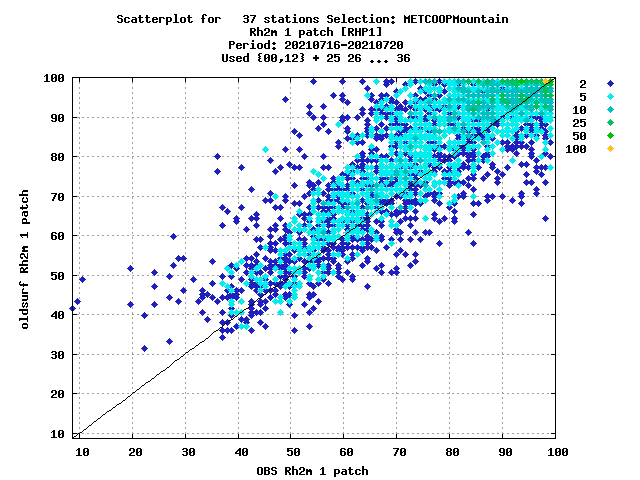 Scatterplot for   37 stations Selection: METCOOPMountain
Rh2m 1 patch [RHP1]
Period: 20210716-20210720
Used {00,12} + 25 26 ... 36
oldsurf Rh2m 1 patch
100
90
80
70
60
50
40
30
20
10
10 20 30 40 50 60 70 80 90 100
OBS Rh2m 1 patch
2
5
10
25
50
100